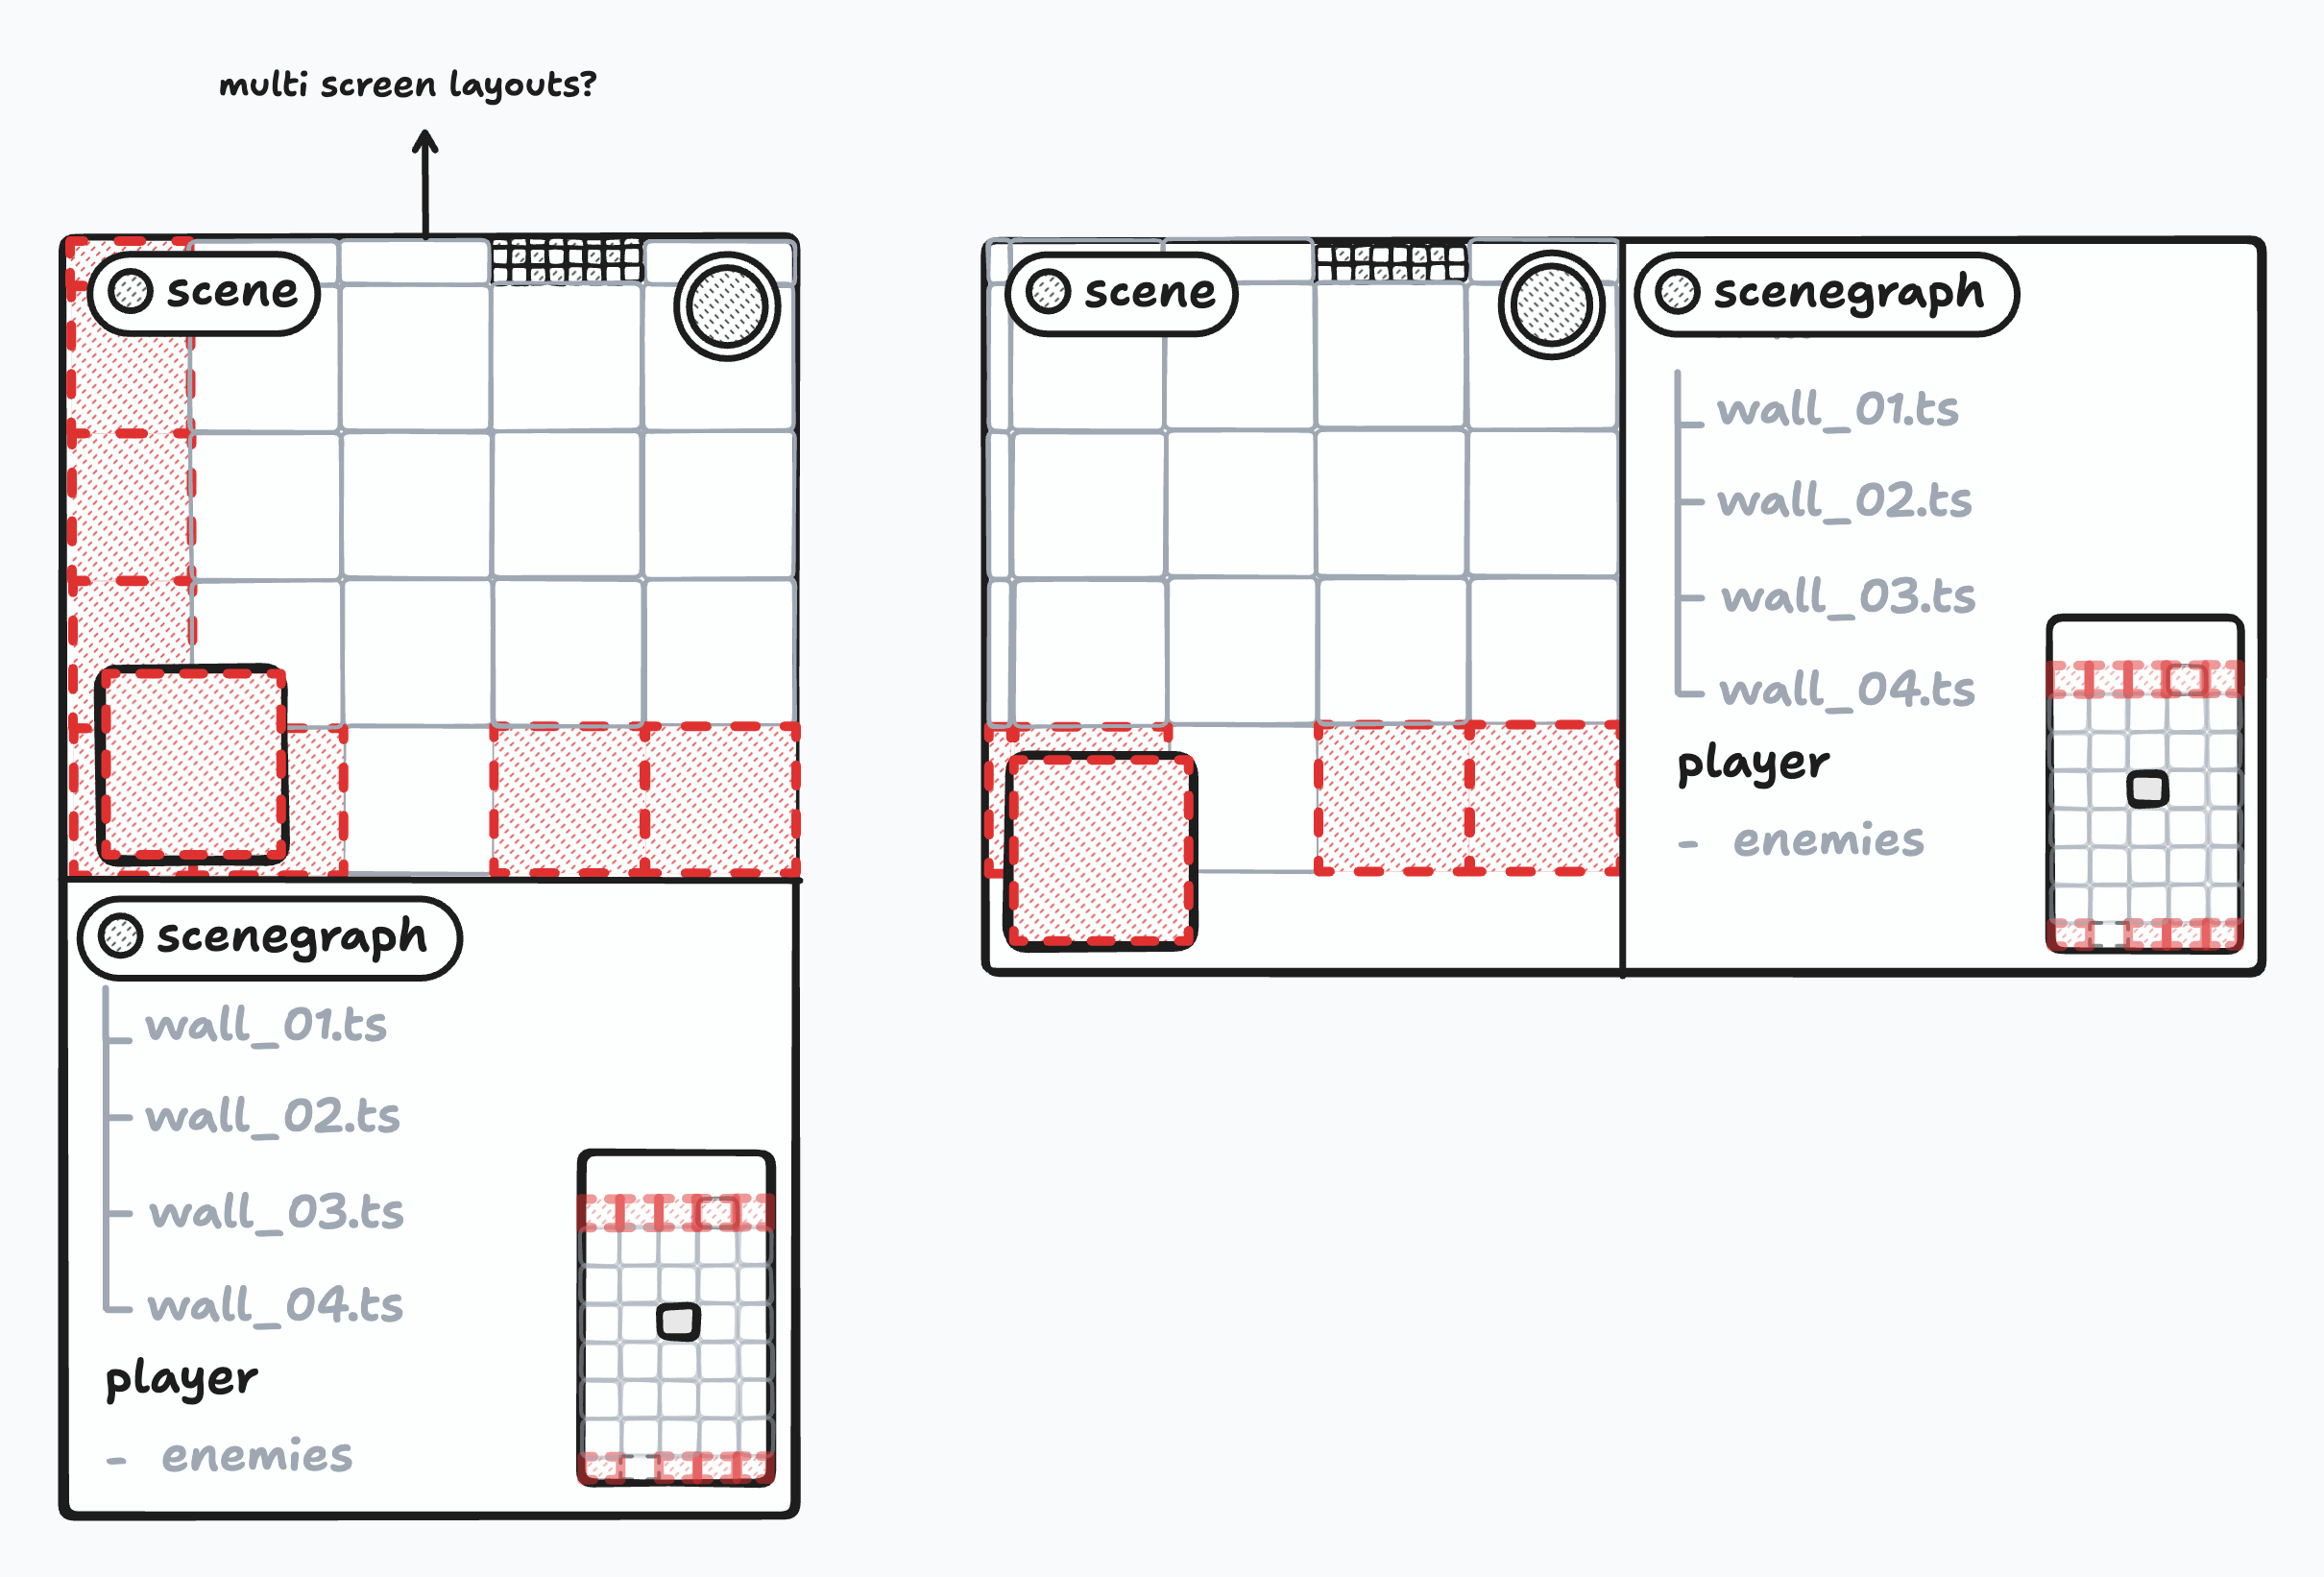 multi screen layouts?
scene
scenegraph
wall_01.ts
wall_02.ts
wall_03.ts
wall_04.ts
player
- enemies
scene
scenegraph
wall_01.ts
wall_02.ts
wall_03.ts
wall_04.ts
player
- enemies